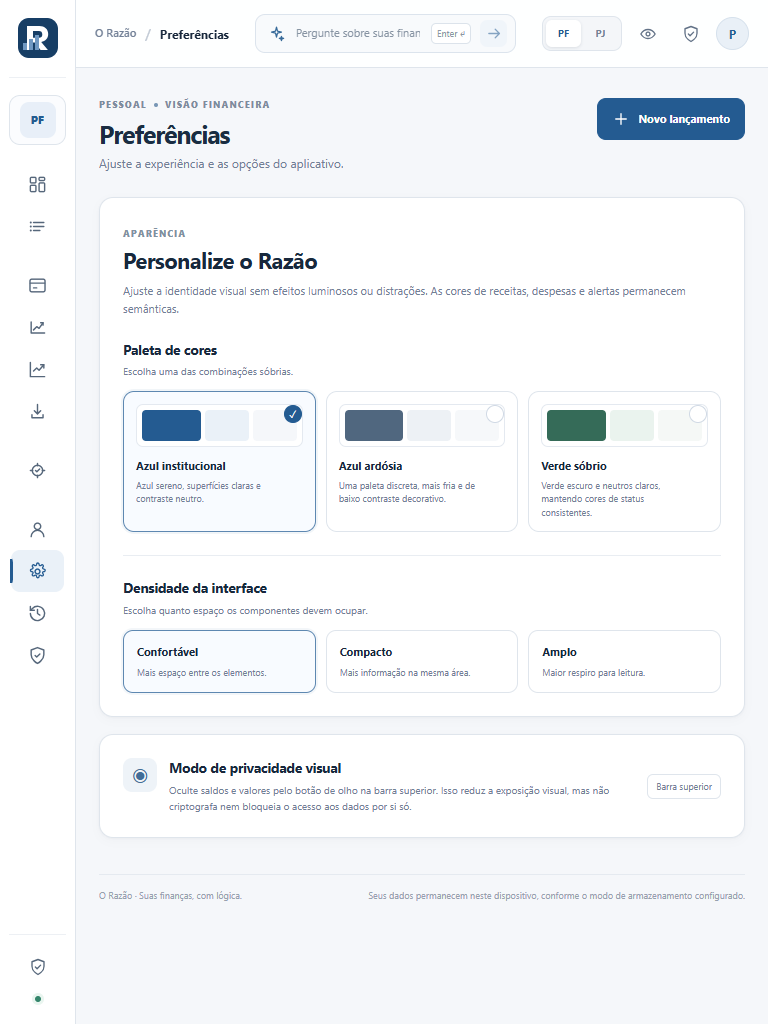 R
O Razão / Preferências
Pergunte sobre suas finan
Enter ↵
PF
PJ
P
PF
PESSOAL • VISÃO FINANCEIRA
Preferências
Ajuste a experiência e as opções do aplicativo.
+ Novo lançamento
APARÊNCIA
Personalize o Razão
Ajuste a identidade visual sem efeitos luminosos ou distrações. As cores de receitas, despesas e alertas permanecem
semânticas.
Paleta de cores
Escolha uma das combinações sóbrias.
Azul institucional
Azul sereno, superfícies claras e
contraste neutro.
Azul ardósia
Uma paleta discreta, mais fria e de
baixo contraste decorativo.
Verde sóbrio
Verde escuro e neutros claros,
mantendo cores de status
consistentes.
Densidade da interface
Escolha quanto espaço os componentes devem ocupar.
Confortável
Mais espaço entre os elementos.
Compacto
Mais informação na mesma área.
Amplo
Maior respiro para leitura.
Modo de privacidade visual
Oculte saldos e valores pelo botão de olho na barra superior. Isso reduz a exposição visual, mas não
criptografa nem bloqueia o acesso aos dados por si só.
Barra superior
O Razão · Suas finanças, com lógica.
Seus dados permanecem neste dispositivo, conforme o modo de armazenamento configurado.